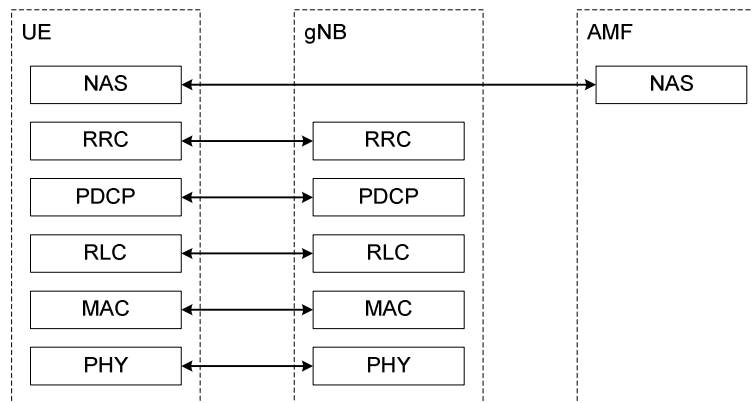 UE gNB AMF
NAS NAS
RRC RRC
PDCP PDCP
RLC RLC
MAC MAC
PHY PHY